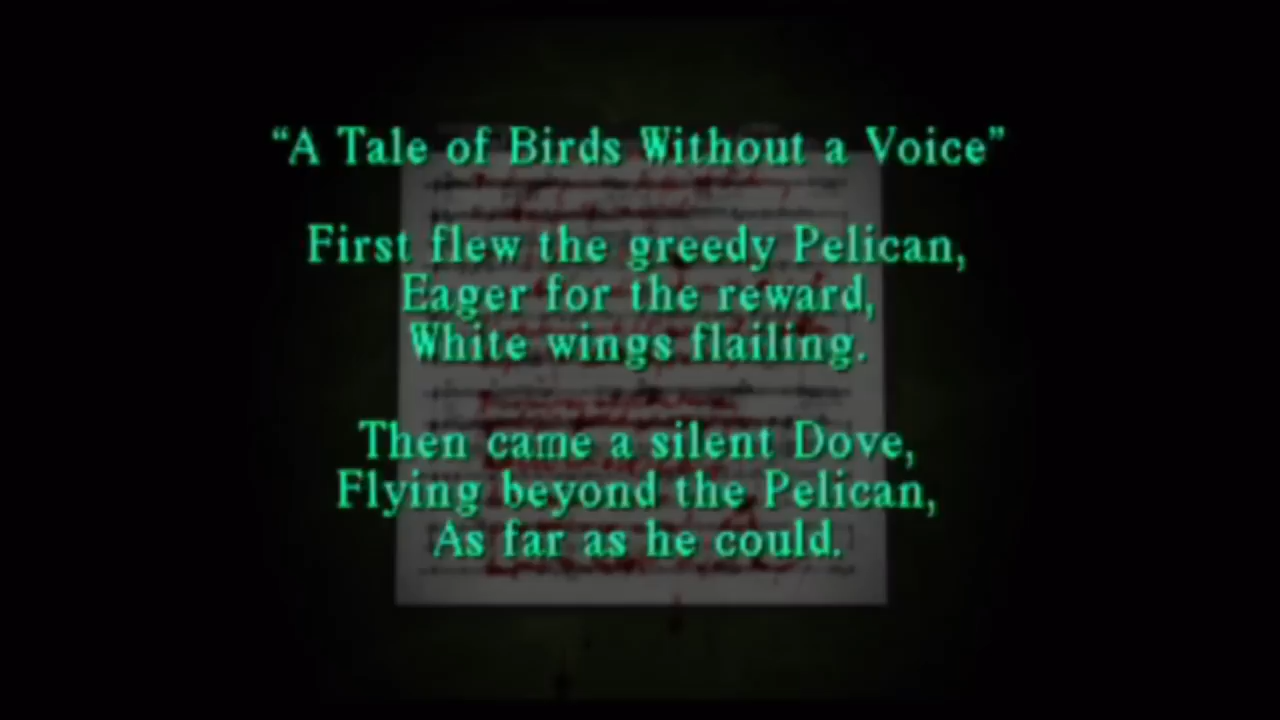 “A Tale of Birds Without a Voice”
First flew the greedy Pelican,
Eager for the reward,
White wings flailing.
Then came a silent Dove,
Flying beyond the Pelican,
As far as he could.